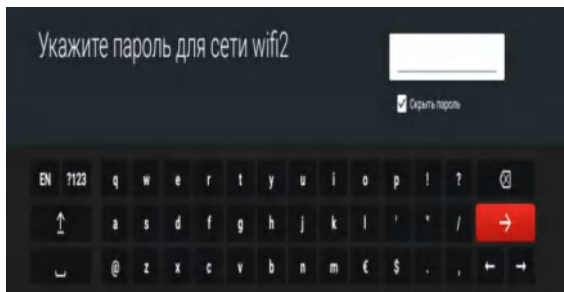 Укажите пароль для сети wifi2
Скрыть пароль
EN ?123 q w e r t y u i o p ! ?
a s d f g h j k l ' " /
@ z x c v b n m € $ . ,